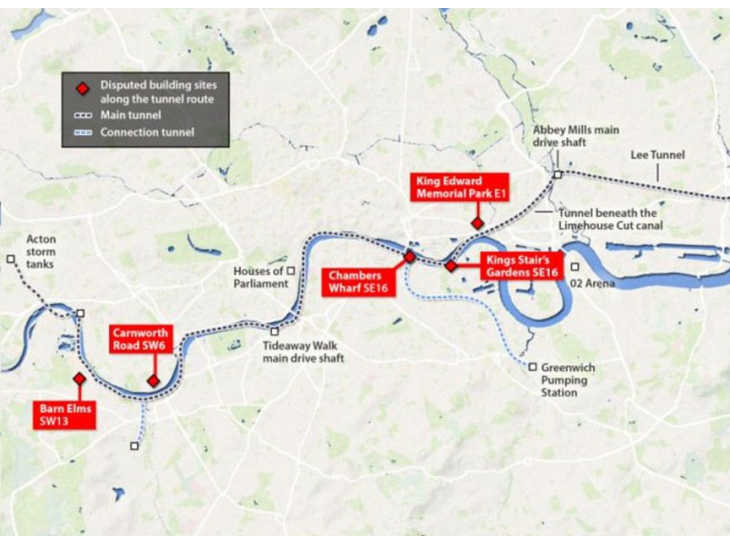 Disputed building sites
along the tunnel route
Main tunnel
Connection tunnel
Abbey Mills main
drive shaft
Lee Tunnel
King Edward
Memorial Park E1
Tunnel beneath the
Limehouse Cut canal
Acton
storm
tanks
Houses of
Parliament
Chambers
Wharf SE16
Kings Stair's
Gardens SE16
02 Arena
Carnworth
Road SW6
Tideaway Walk
main drive shaft
Greenwich
Pumping
Station
Barn Elms
SW13